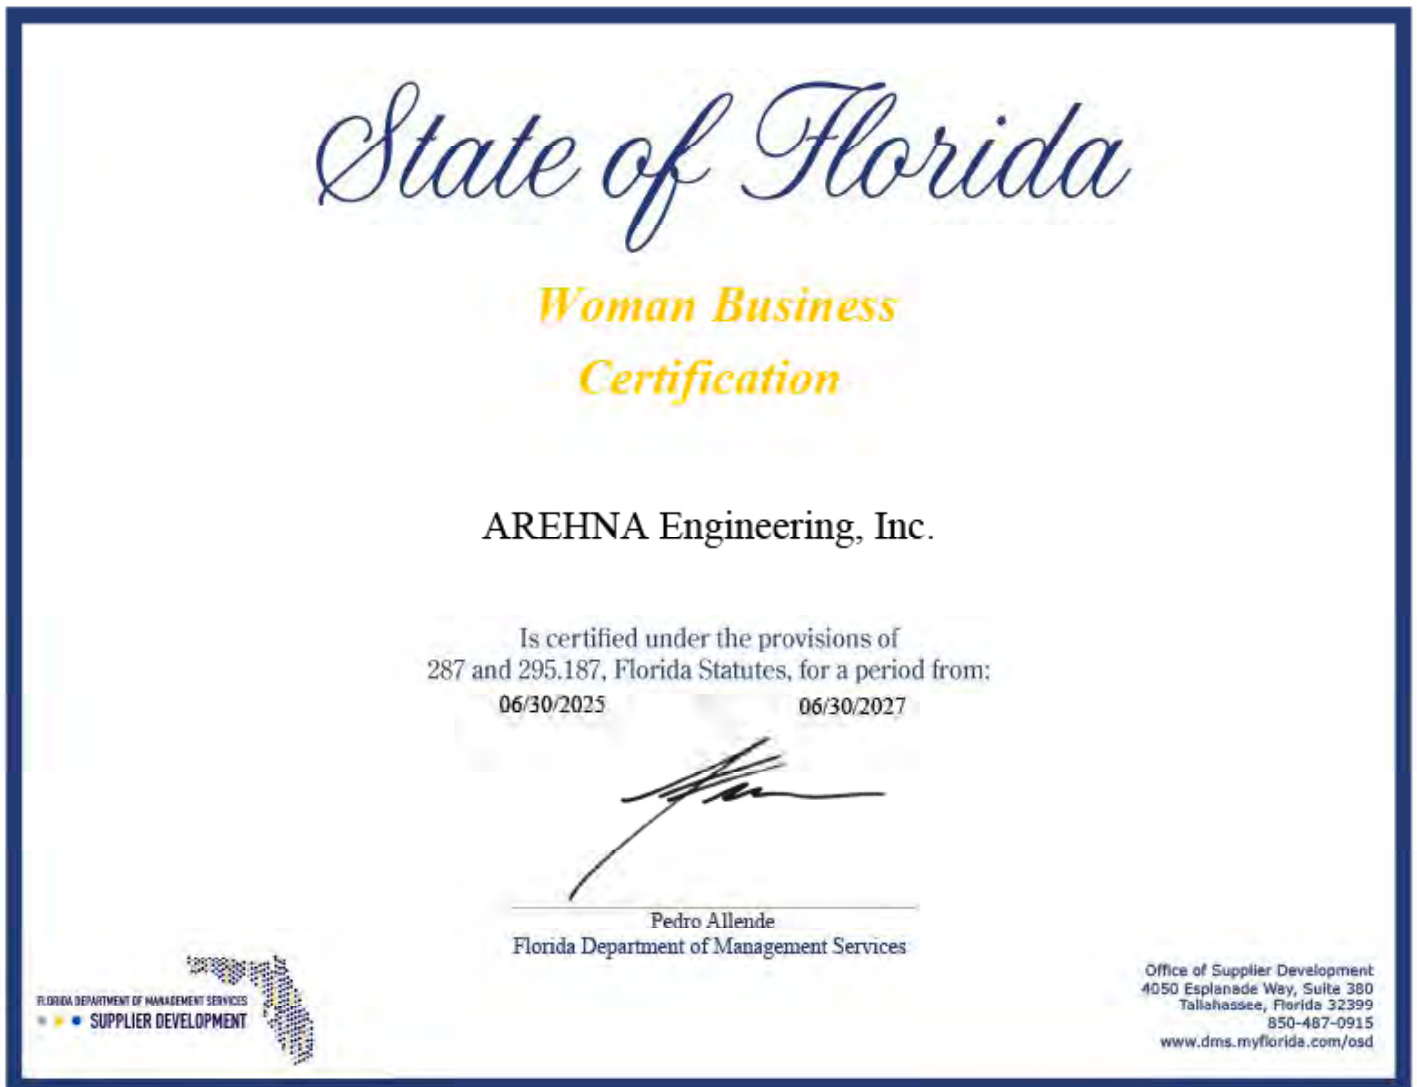 State of Florida
Woman Business
Certification
AREHNA Engineering, Inc.
Is certified under the provisions of
287 and 295.187, Florida Statutes, for a period from:
06/30/2025 06/30/2027
Pedro Allende
Florida Department of Management Services
FLORIDA DEPARTMENT OF MANAGEMENT SERVICES
SUPPLIER DEVELOPMENT
Office of Supplier Development
4050 Esplanade Way, Suite 380
Tallahassee, Florida 32399
850-487-0915
www.dms.myflorida.com/osd